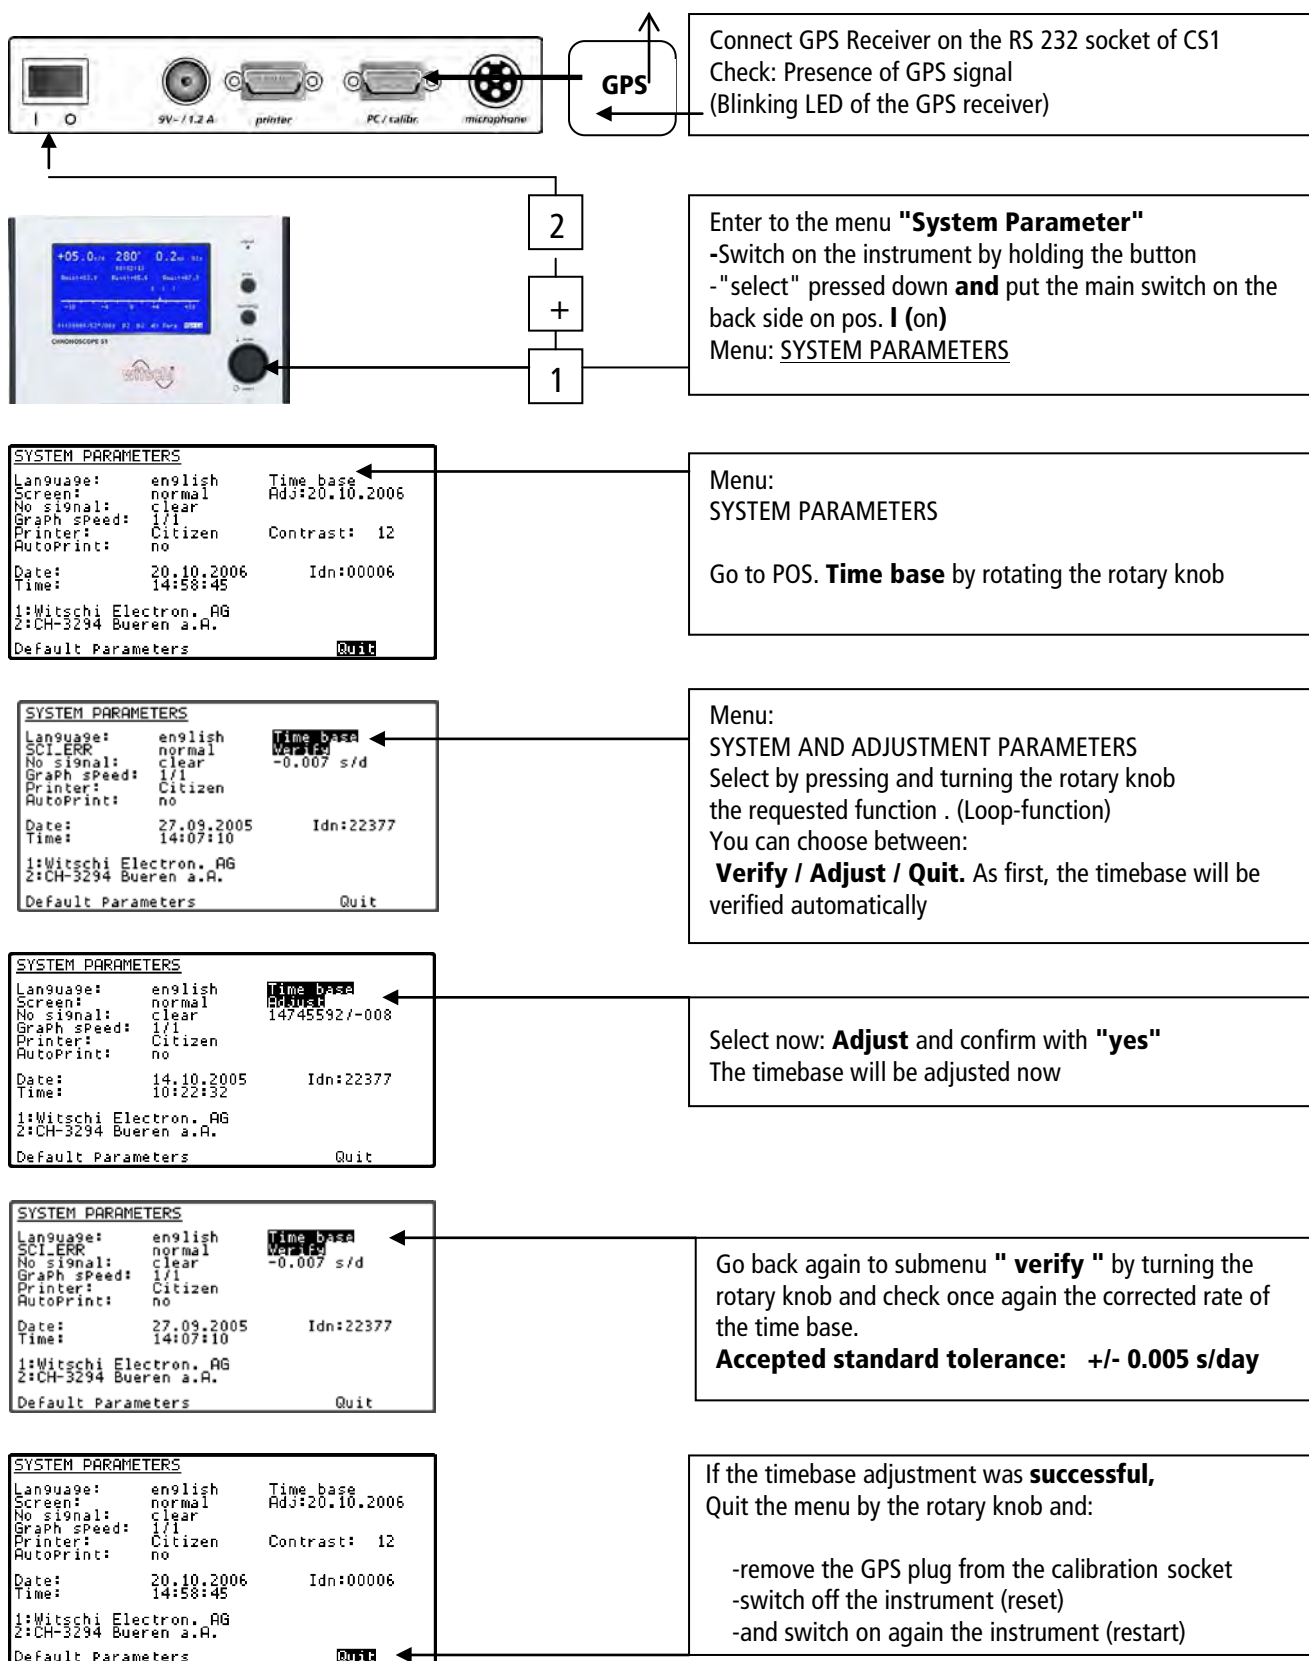 Connect GPS Receiver on the RS 232 socket of CS1
Check: Presence of GPS signal
(Blinking LED of the GPS receiver)
GPS
I O
9V~/1.2 A
printer
PC / calibr.
microphone
2
+
1
Enter to the menu "System Parameter"
-Switch on the instrument by holding the button
-"select" pressed down and put the main switch on the
back side on pos. I (on)
Menu: SYSTEM PARAMETERS
+05.0 280° 0.2
CHRONOSCOPE S1
witschi
SYSTEM PARAMETERS
Language: english Time base
Screen: normal Adj:20.10.2006
No signal: clear
Graph speed: 1/1
Printer: Citizen Contrast: 12
AutoPrint: no
Date: 20.10.2006 Idn:00006
Time: 14:58:45
1:Witschi Electron. AG
2:CH-3294 Bueren a.A.
Default Parameters Quit
Menu:
SYSTEM PARAMETERS
Go to POS. Time base by rotating the rotary knob
SYSTEM PARAMETERS
Language: english Time base
SCI_ERR normal Verify
No signal: clear -0.007 s/d
Graph speed: 1/1
Printer: Citizen
AutoPrint: no
Date: 27.09.2005 Idn:22377
Time: 14:07:10
1:Witschi Electron. AG
2:CH-3294 Bueren a.A.
Default Parameters Quit
Menu:
SYSTEM AND ADJUSTMENT PARAMETERS
Select by pressing and turning the rotary knob
the requested function . (Loop-function)
You can choose between:
Verify / Adjust / Quit. As first, the timebase will be
verified automatically
SYSTEM PARAMETERS
Language: english Time base
Screen: normal Adjust
No signal: clear 14745592/-008
Graph speed: 1/1
Printer: Citizen
AutoPrint: no
Date: 14.10.2005 Idn:22377
Time: 10:22:32
1:Witschi Electron. AG
2:CH-3294 Bueren a.A.
Default Parameters Quit
Select now: Adjust and confirm with "yes"
The timebase will be adjusted now
SYSTEM PARAMETERS
Language: english Time base
SCI_ERR normal Verify
No signal: clear -0.007 s/d
Graph speed: 1/1
Printer: Citizen
AutoPrint: no
Date: 27.09.2005 Idn:22377
Time: 14:07:10
1:Witschi Electron. AG
2:CH-3294 Bueren a.A.
Default Parameters Quit
Go back again to submenu " verify " by turning the
rotary knob and check once again the corrected rate of
the time base.
Accepted standard tolerance: +/- 0.005 s/day
SYSTEM PARAMETERS
Language: english Time base
Screen: normal Adj:20.10.2006
No signal: clear
Graph speed: 1/1
Printer: Citizen Contrast: 12
AutoPrint: no
Date: 20.10.2006 Idn:00006
Time: 14:58:45
1:Witschi Electron. AG
2:CH-3294 Bueren a.A.
Default Parameters Quit
If the timebase adjustment was successful,
Quit the menu by the rotary knob and:
-remove the GPS plug from the calibration socket
-switch off the instrument (reset)
-and switch on again the instrument (restart)